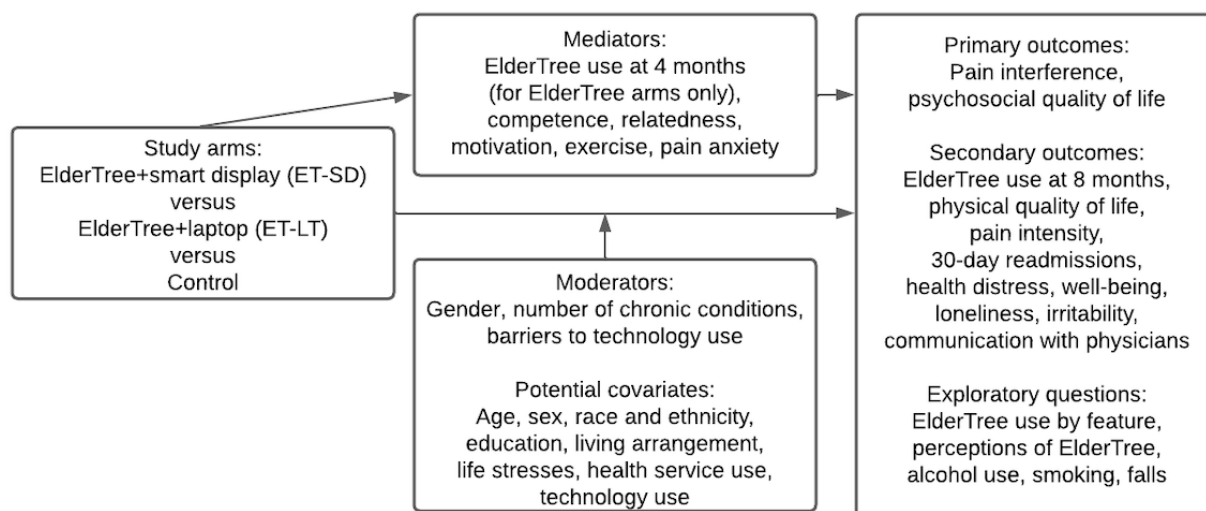 Study arms:
ElderTree+smart display (ET-SD)
versus
ElderTree+laptop (ET-LT)
versus
Control
Mediators:
ElderTree use at 4 months
(for ElderTree arms only),
competence, relatedness,
motivation, exercise, pain anxiety
Moderators:
Gender, number of chronic conditions,
barriers to technology use
Potential covariates:
Age, sex, race and ethnicity,
education, living arrangement,
life stresses, health service use,
technology use
Primary outcomes:
Pain interference,
psychosocial quality of life
Secondary outcomes:
ElderTree use at 8 months,
physical quality of life,
pain intensity,
30-day readmissions,
health distress, well-being,
loneliness, irritability,
communication with physicians
Exploratory questions:
ElderTree use by feature,
perceptions of ElderTree,
alcohol use, smoking, falls